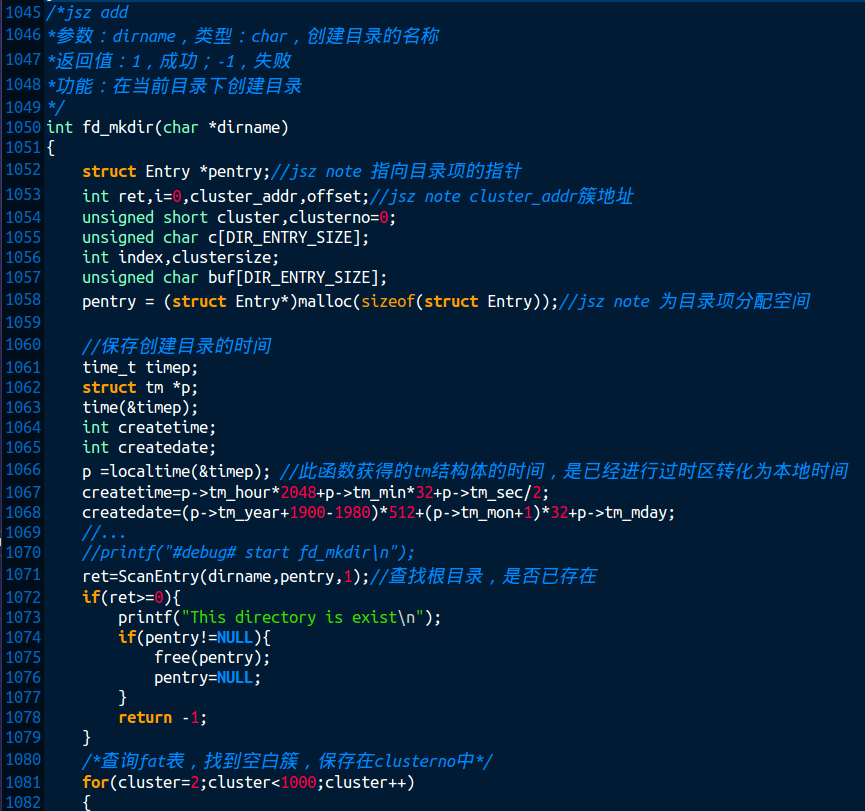 1045 /*jsz add
1046 *参数：dirname，类型：char，创建目录的名称
1047 *返回值：1，成功；-1，失败
1048 *功能：在当前目录下创建目录
1049 */
1050 int fd_mkdir(char *dirname)
1051 {
1052     struct Entry *pentry;//jsz note 指向目录项的指针
1053     int ret,i=0,cluster_addr,offset;//jsz note cluster_addr簇地址
1054     unsigned short cluster,clusterno=0;
1055     unsigned char c[DIR_ENTRY_SIZE];
1056     int index,clustersize;
1057     unsigned char buf[DIR_ENTRY_SIZE];
1058     pentry = (struct Entry*)malloc(sizeof(struct Entry));//jsz note 为目录项分配空间
1059
1060     //保存创建目录的时间
1061     time_t timep;
1062     struct tm *p;
1063     time(&timep);
1064     int createtime;
1065     int createdate;
1066     p =localtime(&timep); //此函数获得的tm结构体的时间，是已经进行过时区转化为本地时间
1067     createtime=p->tm_hour*2048+p->tm_min*32+p->tm_sec/2;
1068     createdate=(p->tm_year+1900-1980)*512+(p->tm_mon+1)*32+p->tm_mday;
1069     //...
1070     //printf("#debug# start fd_mkdir\n");
1071     ret=ScanEntry(dirname,pentry,1);//查找根目录，是否已存在
1072     if(ret>=0){
1073         printf("This directory is exist\n");
1074         if(pentry!=NULL){
1075             free(pentry);
1076             pentry=NULL;
1077         }
1078         return -1;
1079     }
1080     /*查询fat表，找到空白簇，保存在clusterno中*/
1081     for(cluster=2;cluster<1000;cluster++)
1082     {